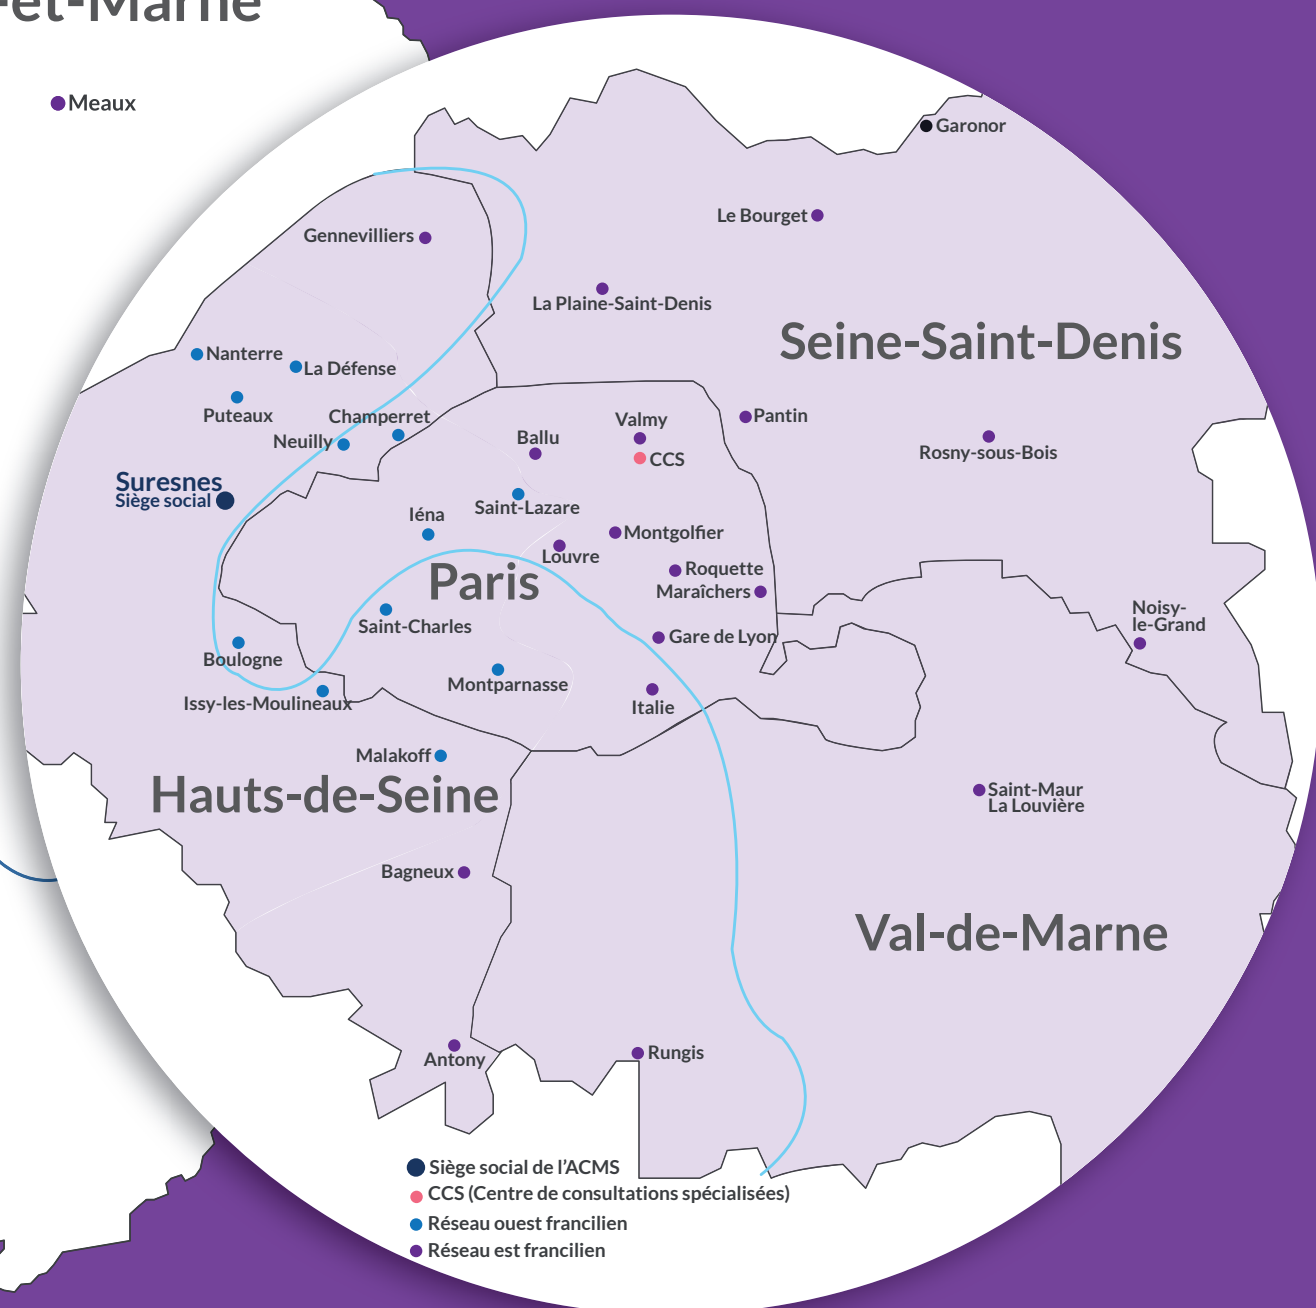 -et-Marne
Meaux
Garonor
Le Bourget
Gennevilliers
La Plaine-Saint-Denis
Seine-Saint-Denis
Nanterre
La Défense
Puteaux
Champerret
Neuilly
Valmy
Pantin
Ballu
CCS
Rosny-sous-Bois
Suresnes
Siège social
Saint-Lazare
Iéna
Montgolfier
Louvre
Paris
Roquette
Maraîchers
Noisy-
le-Grand
Saint-Charles
Gare de Lyon
Boulogne
Montparnasse
Issy-les-Moulineaux
Italie
Malakoff
Hauts-de-Seine
Saint-Maur
La Louvière
Bagneux
Val-de-Marne
Antony
Rungis
Siège social de l'ACMS
CCS (Centre de consultations spécialisées)
Réseau ouest francilien
Réseau est francilien